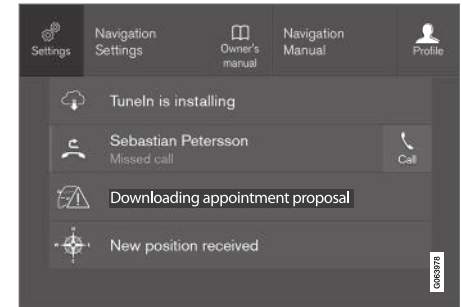 Settings
Navigation
Settings
Owner's
manual
Navigation
Manual
Profile
TuneIn is installing
Sebastian Petersson
Missed call
Call
Downloading appointment proposal
New position received
G063978